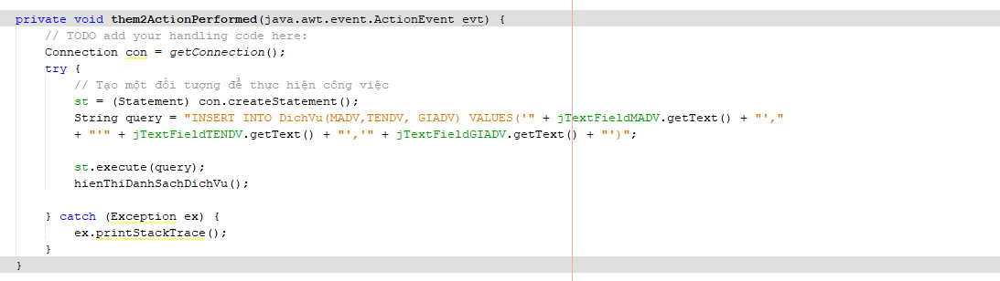 private void them2ActionPerformed(java.awt.event.ActionEvent evt) {
// TODO add your handling code here:
Connection con = getConnection();
try {
// Tạo một đối tượng để thực hiện công việc
st = (Statement) con.createStatement();
String query = "INSERT INTO DichVu(MADV,TENDV, GIADV) VALUES('" + jTextFieldMADV.getText() + "',"
+ "'" + jTextFieldTENDV.getText() + "','" + jTextFieldGIADV.getText() + "')";
st.execute(query);
hienThiDanhSachDichVu();
} catch (Exception ex) {
ex.printStackTrace();
}
}